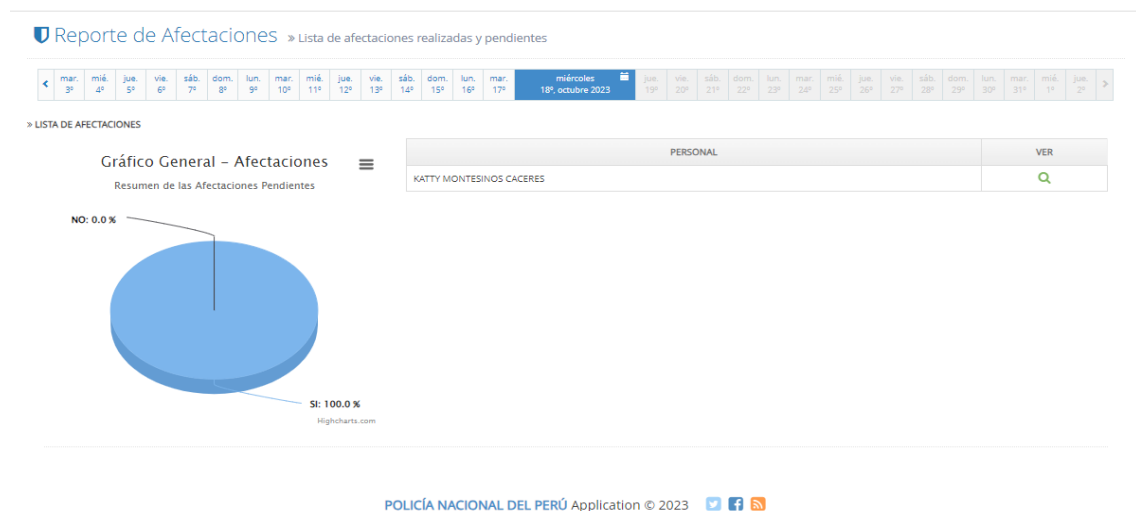 Reporte de Afectaciones » Lista de afectaciones realizadas y pendientes
mar. mié. jue. vie. sáb. dom. lun. mar. mié. jue. vie. sáb. dom. lun. mar. miércoles jue. vie. sáb. dom. lun. mar. mié. jue. vie. sáb. dom. lun. mar. mié. jue.
< 3º 4º 5º 6º 7º 8º 9º 10º 11º 12º 13º 14º 15º 16º 17º 18º, octubre 2023 19º 20º 21º 22º 23º 24º 25º 26º 27º 28º 29º 30º 31º 1º 2º >
» LISTA DE AFECTACIONES
Gráfico General – Afectaciones
Resumen de las Afectaciones Pendientes
NO: 0.0 %
SI: 100.0 %
Highcharts.com
PERSONAL VER
KATTY MONTESINOS CACERES
POLICÍA NACIONAL DEL PERÚ Application © 2023